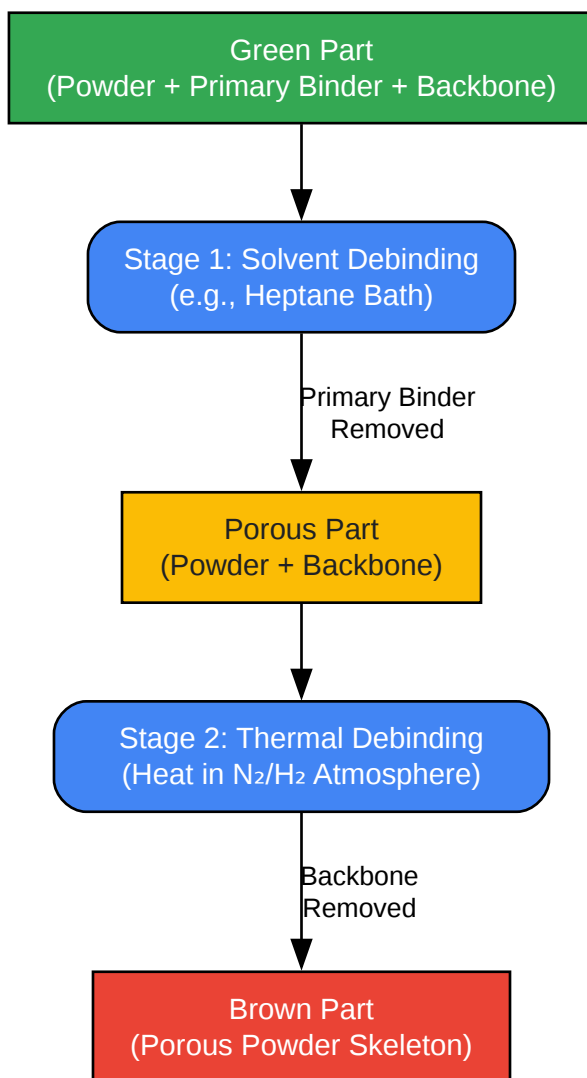 Green Part
(Powder + Primary Binder + Backbone)
Stage 1: Solvent Debinding
(e.g., Heptane Bath)
Primary Binder
Removed
Porous Part
(Powder + Backbone)
Stage 2: Thermal Debinding
(Heat in N₂/H₂ Atmosphere)
Backbone
Removed
Brown Part
(Porous Powder Skeleton)